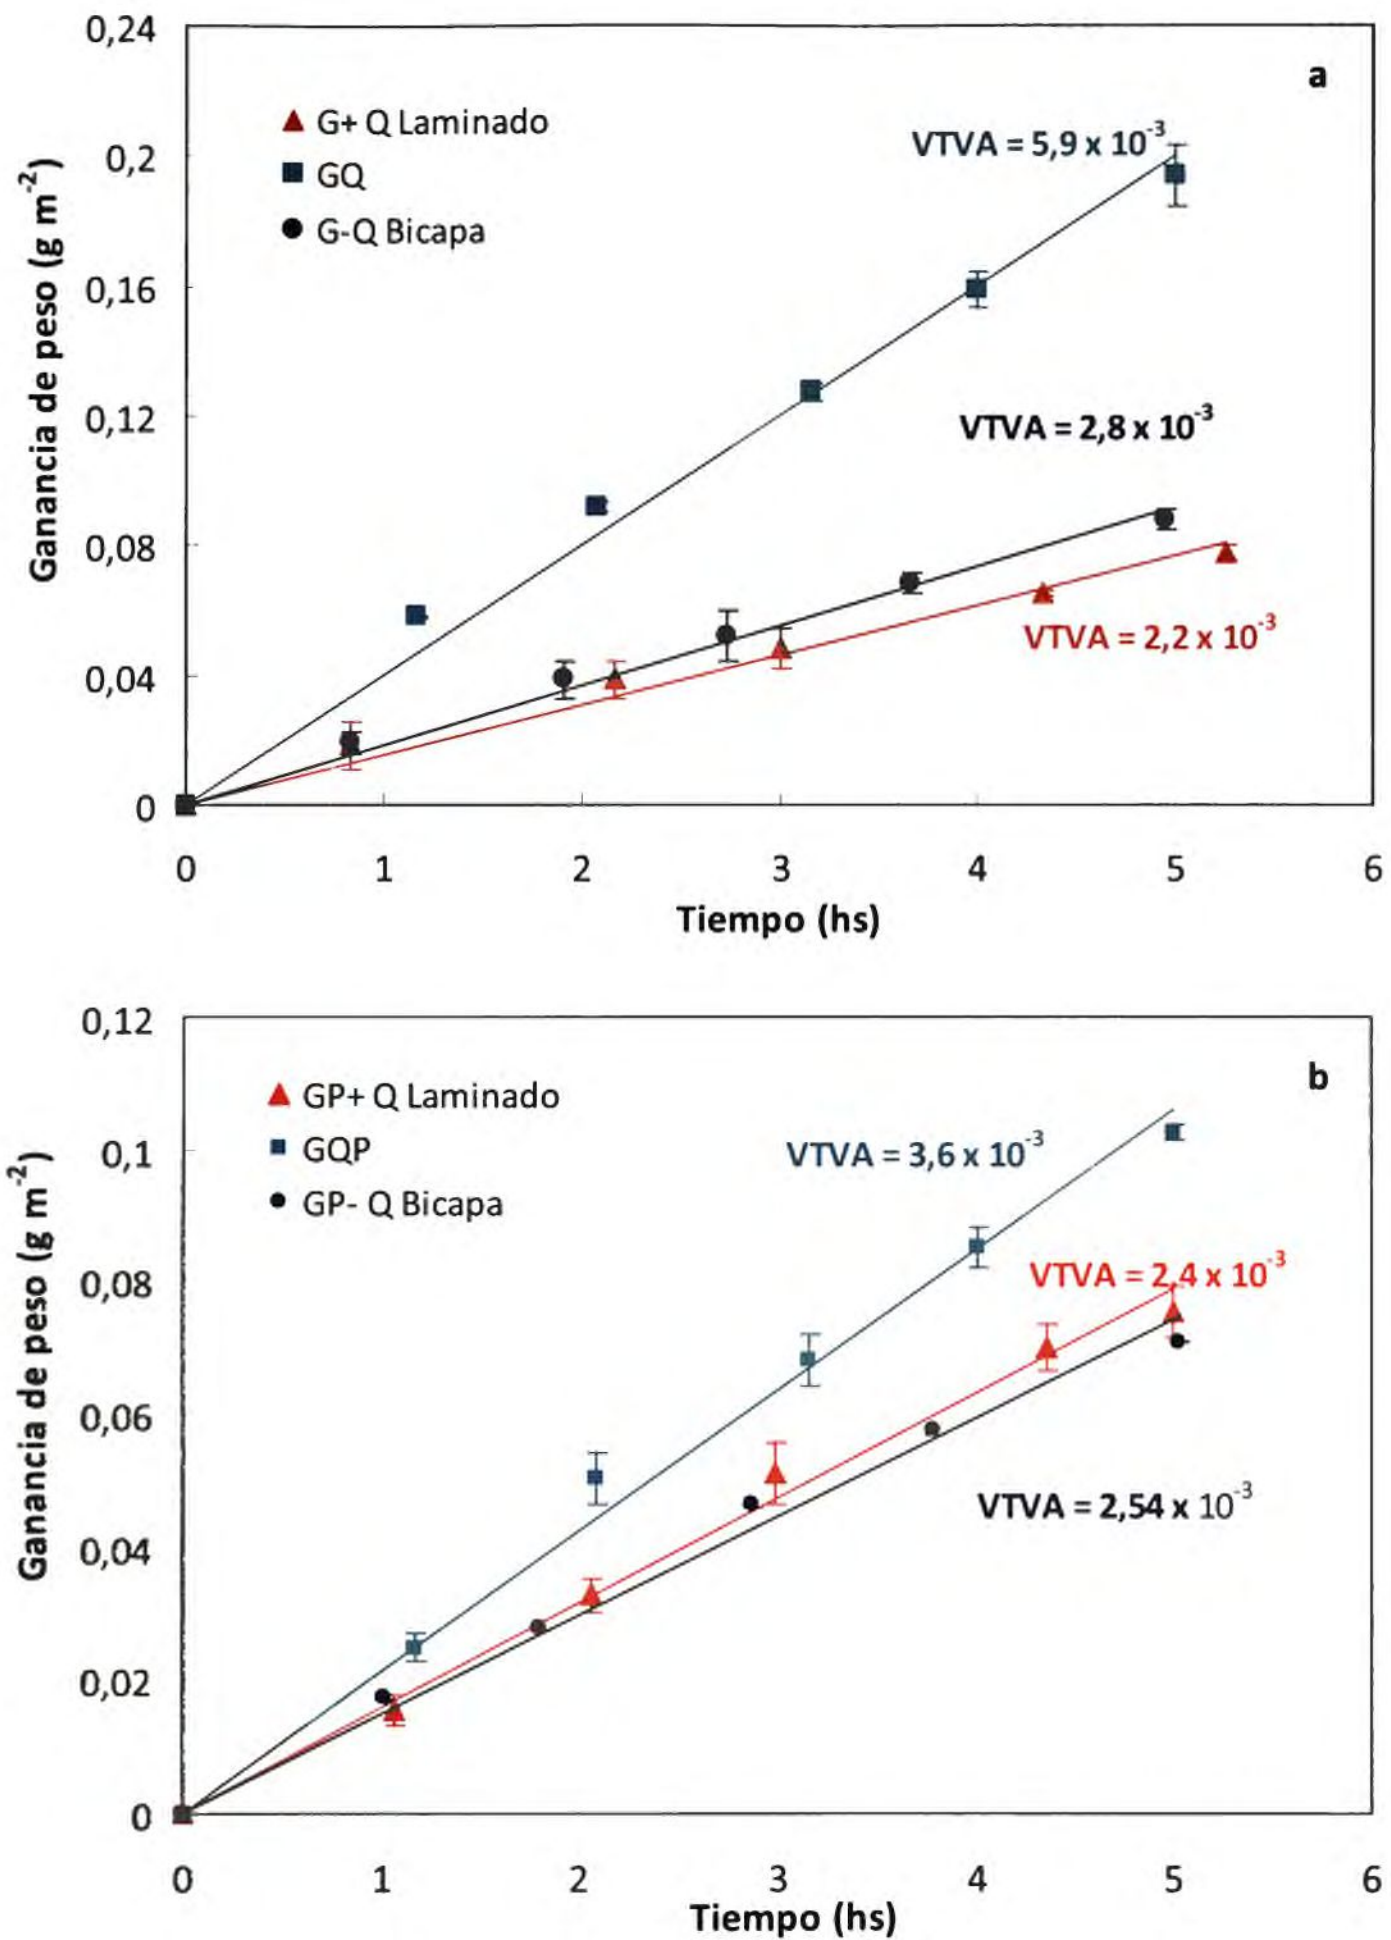 0,24
0,2
0,16
0,12
0,08
0,04
0
Ganancia de peso (g m⁻²)
a
G+ Q Laminado
GQ
G-Q Bicapa
VTVA = 5,9 x 10⁻³
VTVA = 2,8 x 10⁻³
VTVA = 2,2 x 10⁻³
0 1 2 3 4 5 6
Tiempo (hs)
0,12
0,1
0,08
0,06
0,04
0,02
0
Ganancia de peso (g m⁻²)
b
GP+ Q Laminado
GQP
GP- Q Bicapa
VTVA = 3,6 x 10⁻³
VTVA = 2,4 x 10⁻³
VTVA = 2,54 x 10⁻³
0 1 2 3 4 5 6
Tiempo (hs)